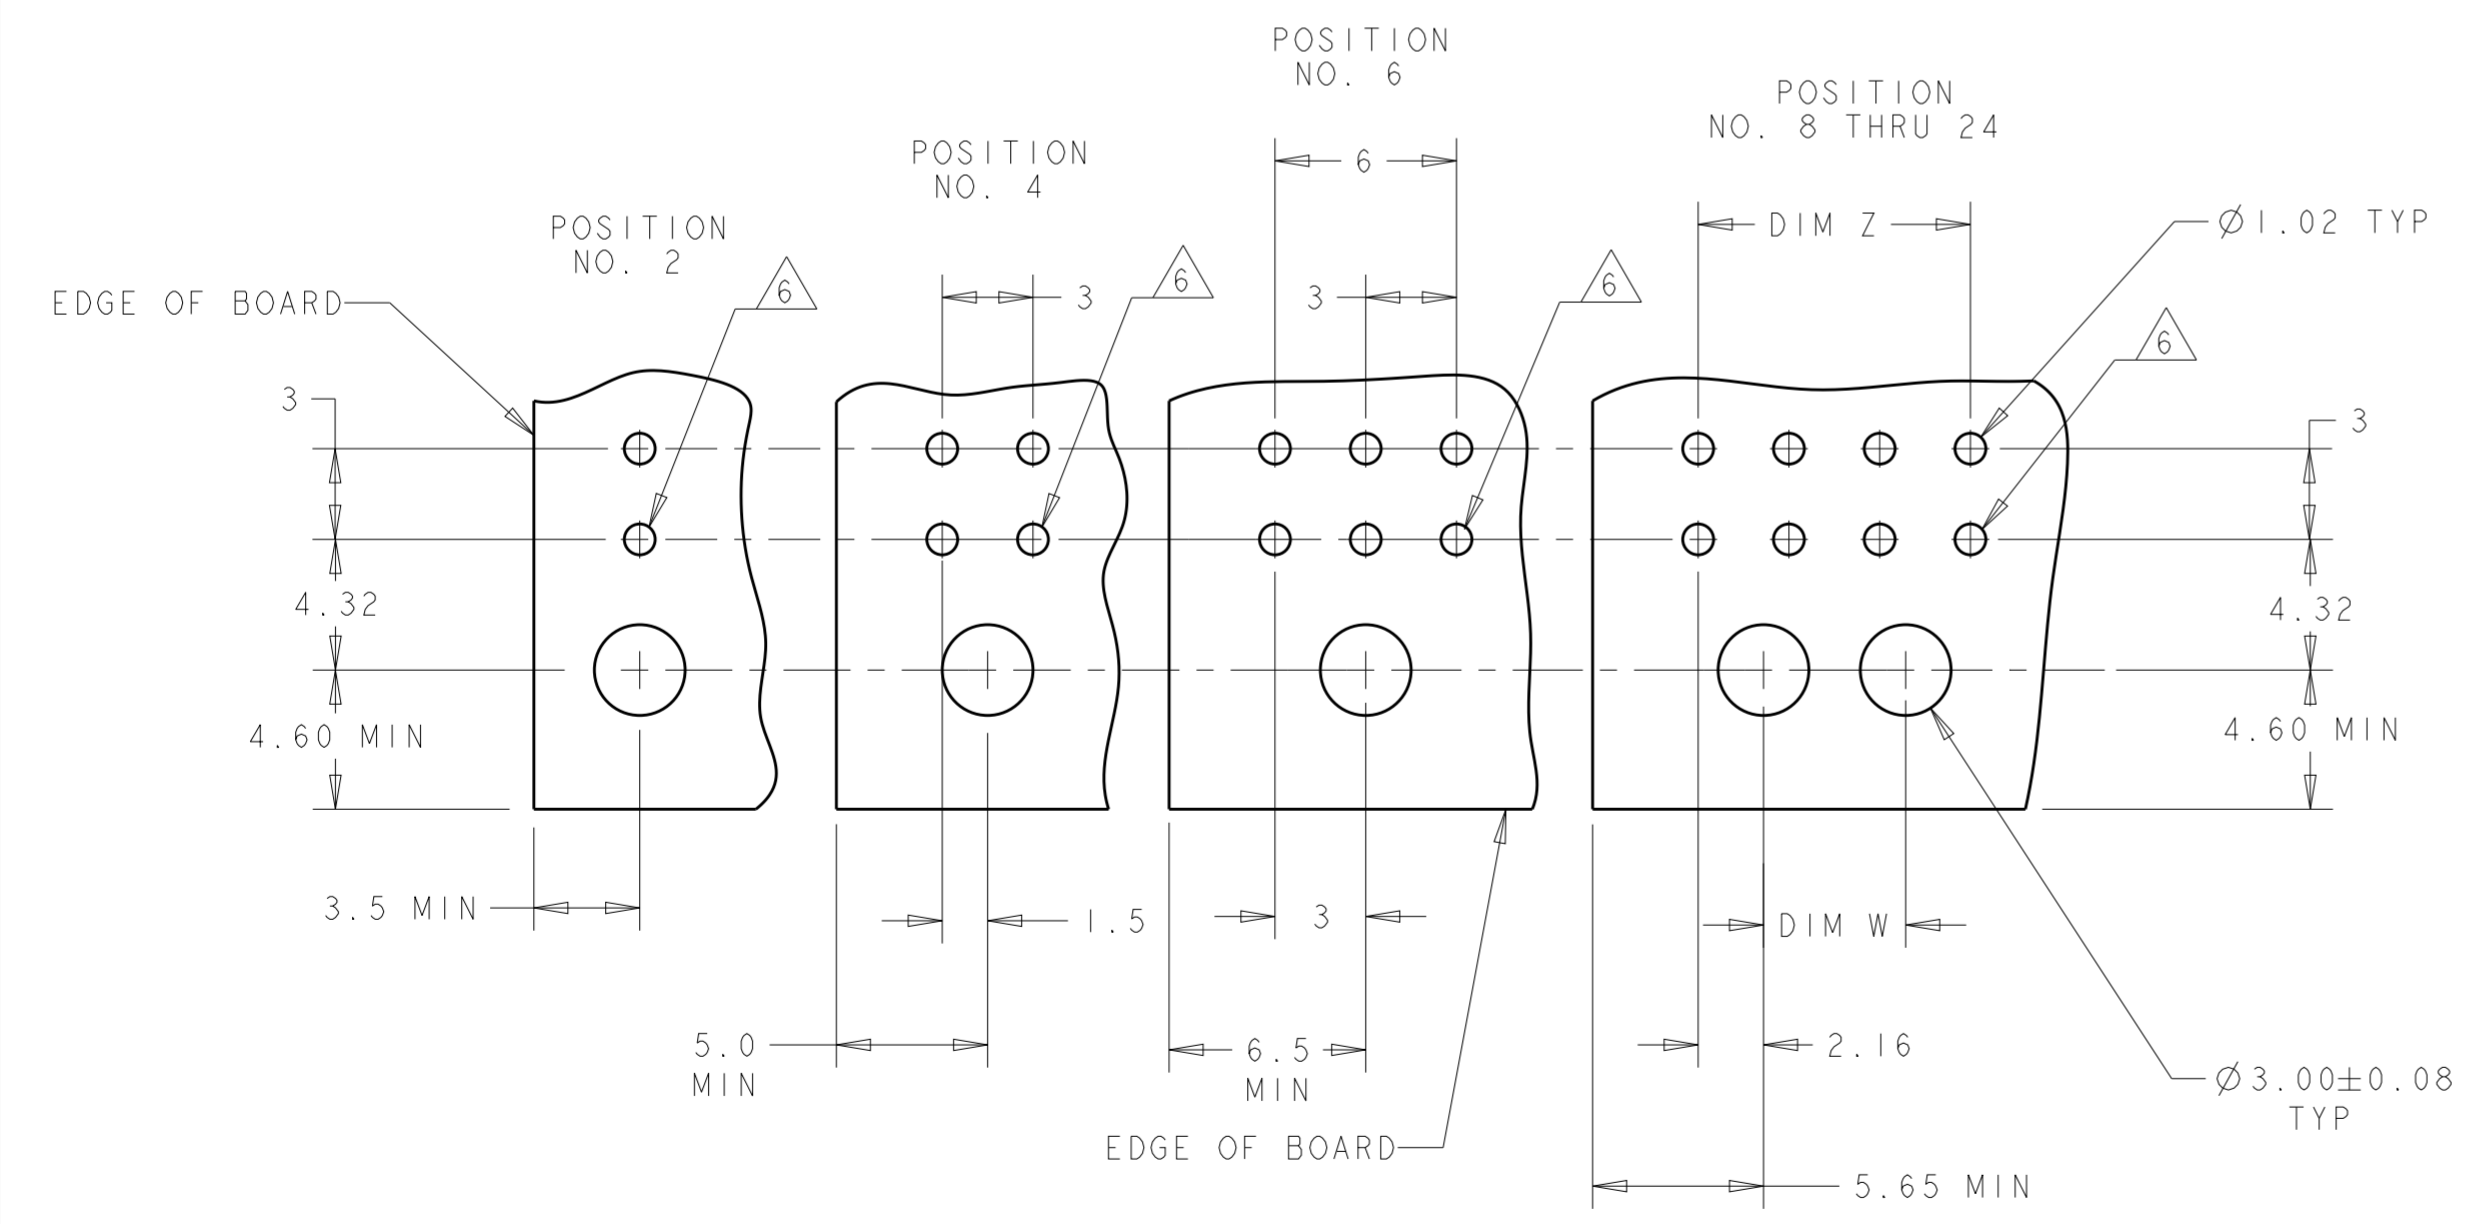 POSITION
NO. 6
POSITION
NO. 8 THRU 24
POSITION
NO. 4
6
DIM Z
Ø1.02 TYP
POSITION
NO. 2
6
6
6
EDGE OF BOARD
3
3
6
3
3
4.32
4.32
4.60 MIN
4.60 MIN
3.5 MIN
1.5
3
DIM W
5.0
MIN
6.5
MIN
2.16
Ø3.00±0.08
TYP
EDGE OF BOARD
5.65 MIN